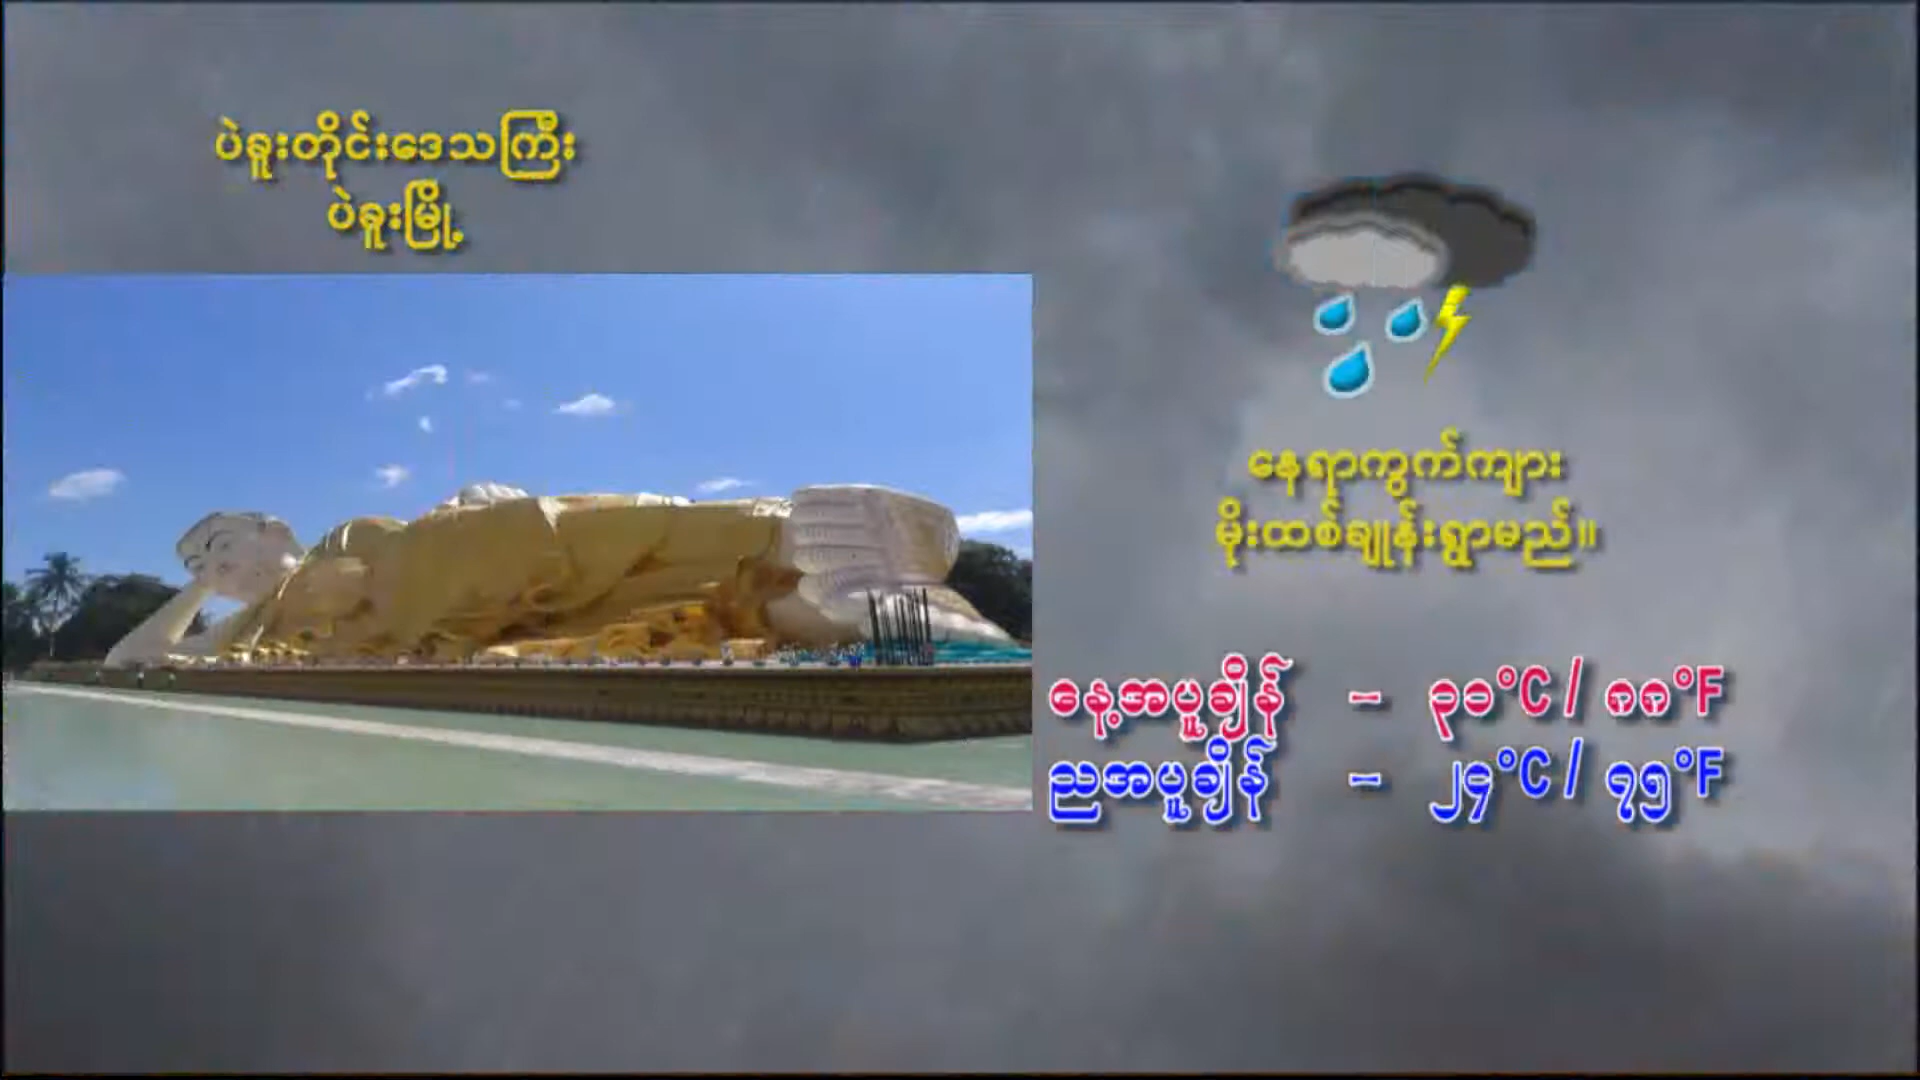 ပဲခူးတိုင်းဒေသကြီး
ပဲခူးမြို့
နေရာကွက်ကျား
မိုးထစ်ချုန်းရွာမည်။
နေ့အပူချိန် - ၃၁°C / ၈၈°F
ညအပူချိန် - ၂၄°C / ၇၅°F